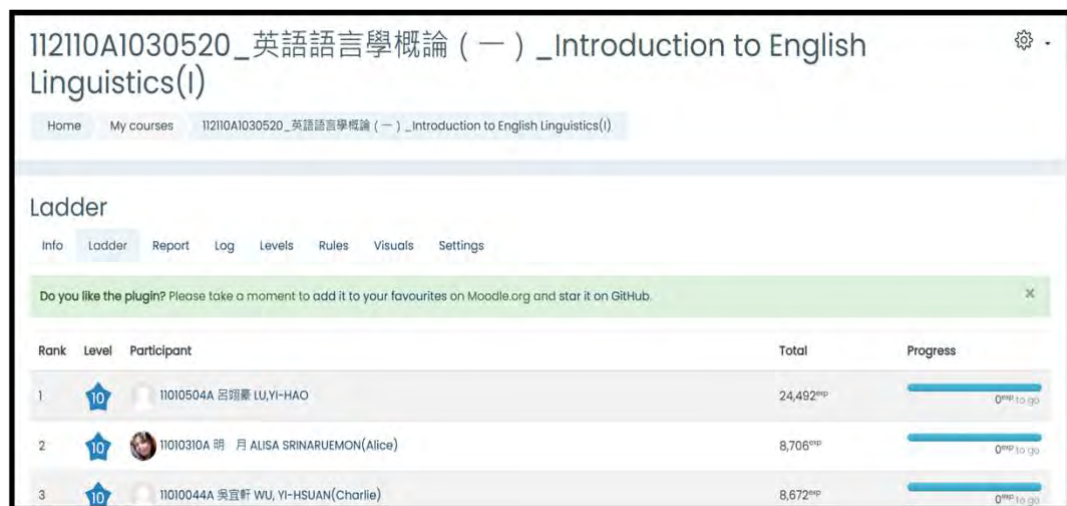 112110A1030520_英語語言學概論（一）_Introduction to English
Linguistics(I)
Home My courses 112110A1030520_英語語言學概論（一）_Introduction to English Linguistics(I)
Ladder
Info Ladder Report Log Levels Rules Visuals Settings
Do you like the plugin? Please take a moment to add it to your favourites on Moodle.org and star it on GitHub. ×
Rank Level Participant Total Progress
1 10 11010504A 呂翊豪 LU,YI-HAO 24,492exp 0exp to go
2 10 11010310A 明 月 ALISA SRINARUEMON(Alice) 8,706exp 0exp to go
3 10 11010044A 吳宜軒 WU, YI-HSUAN(Charlie) 8,672exp 0exp to go